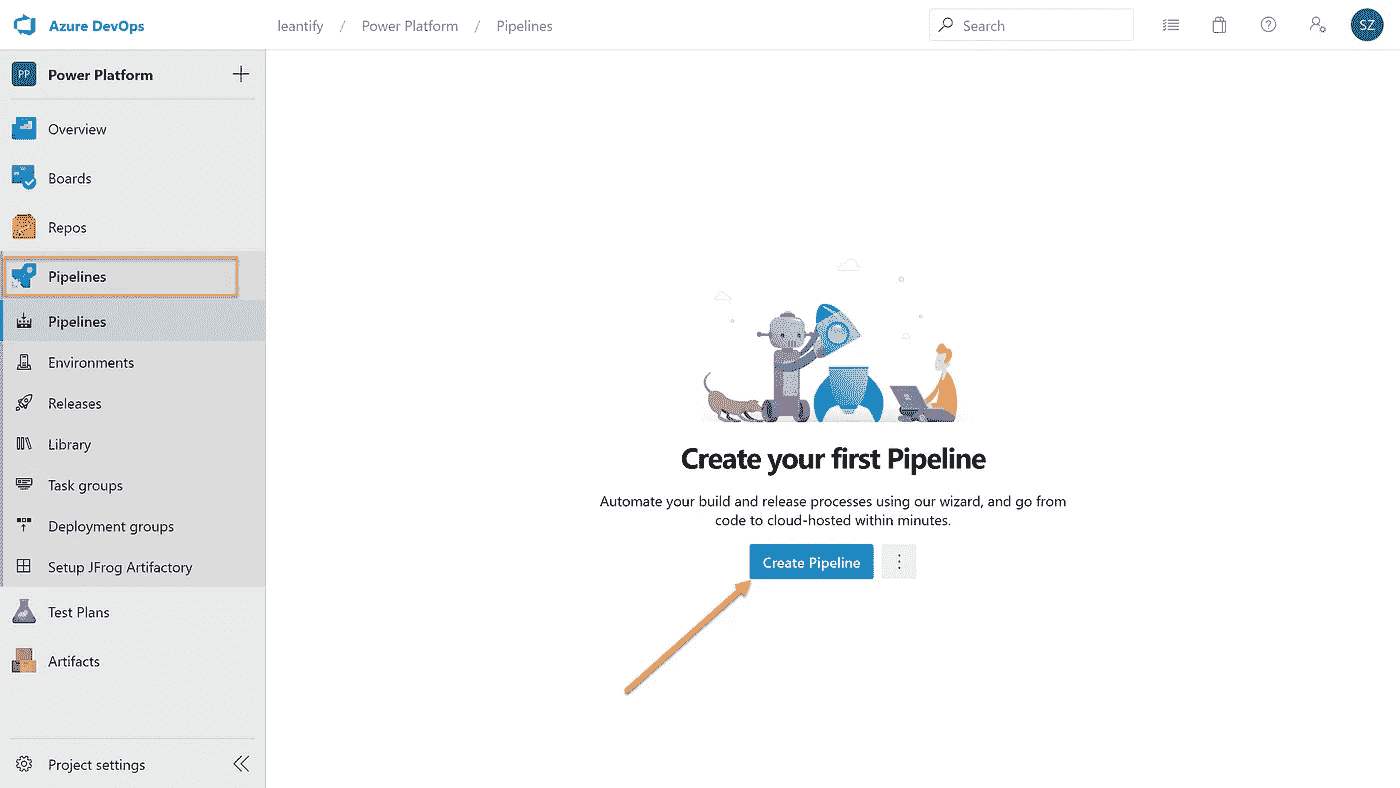 Azure DevOps
leantify / Power Platform / Pipelines
Search
SZ
PP
Power Platform
Overview
Boards
Repos
Pipelines
Pipelines
Environments
Releases
Library
Task groups
Deployment groups
Setup JFrog Artifactory
Test Plans
Artifacts
Project settings
Create your first Pipeline
Automate your build and release processes using our wizard, and go from
code to cloud-hosted within minutes.
Create Pipeline